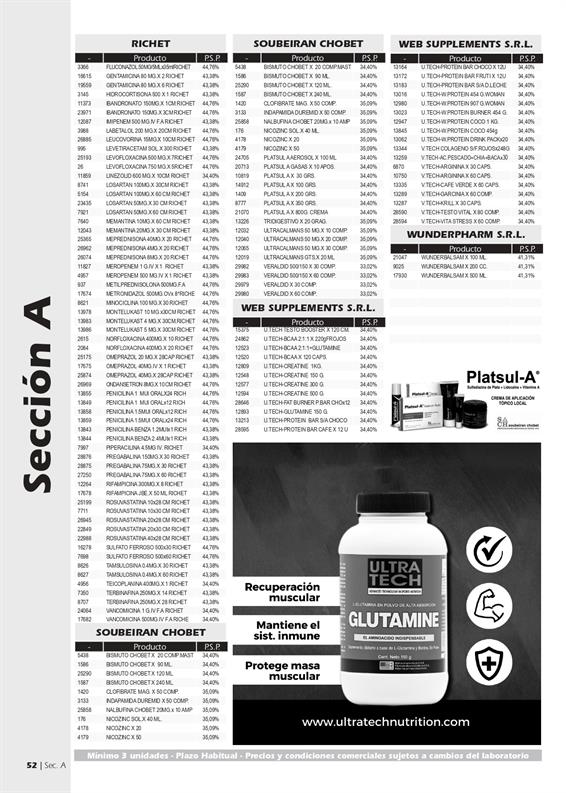 RICHET
- Producto P.S.P.
3366 FLUCONAZOL 50MG/5MLx35mlRICHET 44,76%
16615 GENTAMICINA 80 MG.X 2 RICHET 43,38%
19559 GENTAMICINA 80 MG.X 6 RICHET 43,38%
3145 HIDROCORTISONA 500 X 1 RICHET 43,38%
11373 IBANDRONATO 150MG.X 1CM RICHET 44,76%
23971 IBANDRONATO 150MG.X 3CM RICHET 44,76%
12087 IMIPENEM 500 MG.IV F.A RICHET 43,38%
3988 LABETALOL 200 MG.X 20CM RICHET 44,76%
26885 LEUCOVORINA 15MG.X 10CM RICHET 43,38%
995 LEVETIRACETAM SOL.X 300 RICHET 43,38%
25193 LEVOFLOXACINA 500 MG.X 7 RICHET 44,76%
26 LEVOFLOXACINA 750 MG.X 5RICHET 44,76%
11859 LINEZOLID 600 MG.X 10CM RICHET 34,40%
8741 LOSARTAN 100MG.X 30CM RICHET 43,38%
5154 LOSARTAN 100MG.X 60 CM RICHET 43,38%
23435 LOSARTAN 50MG.X 30 CM RICHET 43,38%
7921 LOSARTAN 50MG.X 60 CM RICHET 43,38%
7640 MEMANTINA 10MG.X 60 CM RICHET 43,38%
12043 MEMANTINA 20MG.X 30 CM RICHET 43,38%
25365 MEPREDNISONA 40MG.X 20 RICHET 44,76%
26962 MEPREDNISONA 4MG.X 20 RICHET 44,76%
26074 MEPREDNISONA 8MG.X 20 RICHET 44,76%
11827 MEROPENEM 1 G.IV X 1 RICHET 43,38%
4957 MEROPENEM 500 MG.IV X 1 RICHET 43,38%
937 METILPREDNISOLONA 500MG.F.A 43,38%
17674 METRONIDAZOL 500MG.OVx 8°RICHE 44,76%
8621 MINOCICLINA 100 MG.X 30 RICHET 44,76%
13978 MONTELUKAST 10 MG.x30CM RICHET 44,76%
13983 MONTELUKAST 4 MG.X 30CM RICHET 44,76%
13986 MONTELUKAST 5 MG.X 30CM RICHET 44,76%
2615 NORFLOXACINA 400MG.X 10 RICHET 44,76%
2084 NORFLOXACINA 400MG.X 20 RICHET 44,76%
25175 OMEPRAZOL 20 MG.X 28CAP.RICHET 43,38%
17675 OMEPRAZOL 40MG.IV X 1 RICHET 43,38%
25874 OMEPRAZOL 40MG.X 28CAP.RICHET 43,38%
26969 ONDANSETRON 8MG.X 10CM RICHET 43,38%
13855 PENICILINA 1 MUI ORALX24 RICH 44,76%
13849 PENICILINA 1 MUI ORALx12 RICH 44,76%
13858 PENICILINA 1.5MUI ORALx12 RICH 44,76%
13859 PENICILINA 1.5MUI ORALx24 RICH 44,76%
13843 PENICILINA BENZA 1.2MUIx1 RICH 43,38%
13844 PENICILINA BENZA 2.4MUIx1 RICH 43,38%
7997 PIPERACILINA 4.5MG IV. RICHET 34,40%
28876 PREGABALINA 150MG.X 30 RICHET 43,38%
28875 PREGABALINA 75MG.X 30 RICHET 43,38%
27250 PREGABALINA 75MG.X 60 RICHET 43,38%
12264 RIFAMPICINA 300MG.X 8 RICHET 43,38%
17678 RIFAMPICINA JBE.X 50 ML.RICHET 43,38%
25199 ROSUVASTATINA 10x28 CM RICHET 43,38%
7711 ROSUVASTATINA 10x30 CM RICHET 43,38%
26945 ROSUVASTATINA 20x28 CM RICHET 43,38%
22849 ROSUVASTATINA 20x30 CM RICHET 43,38%
22988 ROSUVASTATINA 40x28 CM RICHET 43,38%
16278 SULFATO FERROSO 500x30 RICHET 44,76%
7698 SULFATO FERROSO 500x60 RICHET 44,76%
8626 TAMSULOSINA 0.4MG.X 30 RICHET 43,38%
8627 TAMSULOSINA 0.4MG.X 60 RICHET 43,38%
4956 TEICOPLANINA 400MG.X 1 RICHET 34,40%
7350 TERBINAFINA 250MG.X 14 RICHET 43,38%
8707 TERBINAFINA 250MG.X 28 RICHET 43,38%
24064 VANCOMICINA 1 G.IV F.A RICHET 34,40%
17682 VANCOMICINA 500MG.IV F.A RICHE 34,40%
SOUBEIRAN CHOBET
- Producto P.S.P.
5438 BISMUTO CHOBET X 20 COMP.MAST 34,40%
1586 BISMUTO CHOBET X 90 ML. 34,40%
25290 BISMUTO CHOBET X 120 ML. 34,40%
1587 BISMUTO CHOBET X 240 ML. 34,40%
1420 CLOFIBRATE MAG. X 50 COMP. 35,09%
3133 INDAPAMIDA DUREMID X 50 COMP. 35,09%
25858 NALBUFINA CHOBET 20MG.x 10 AMP 35,09%
176 NICOZINC SOL.X 40 ML. 35,09%
4178 NICOZINC X 20 35,09%
4179 NICOZINC X 50 35,09%
SOUBEIRAN CHOBET
- Producto P.S.P.
5438 BISMUTO CHOBET X 20 COMP.MAST 34,40%
1586 BISMUTO CHOBET X 90 ML. 34,40%
25290 BISMUTO CHOBET X 120 ML. 34,40%
1587 BISMUTO CHOBET X 240 ML. 34,40%
1420 CLOFIBRATE MAG. X 50 COMP. 35,09%
3133 INDAPAMIDA DUREMID X 50 COMP. 35,09%
25858 NALBUFINA CHOBET 20MG.x 10 AMP 35,09%
176 NICOZINC SOL.X 40 ML. 35,09%
4178 NICOZINC X 20 35,09%
4179 NICOZINC X 50 35,09%
24705 PLATSUL A AEROSOL X 100 ML. 34,40%
20713 PLATSUL A GASAS X 10 APOS. 34,40%
10819 PLATSUL A X 30 GRS. 34,40%
14912 PLATSUL A X 100 GRS. 34,40%
1409 PLATSUL A X 200 GRS. 34,40%
8777 PLATSUL A X 350 GRS. 34,40%
21070 PLATSUL A X 800G. CREMA 34,40%
13226 TRIDIGESTIVO X 20 GRAG. 35,09%
12032 ULTRACALMANS 50 MG.X 10 COMP. 35,09%
12040 ULTRACALMANS 50 MG.X 20 COMP. 35,09%
12065 ULTRACALMANS 50 MG.X 30 COMP. 35,09%
12019 ULTRACALMANS GTS.X 20 ML. 35,09%
29982 VERALDID 500/150 X 30 COMP. 33,02%
29983 VERALDID 500/150 X 60 COMP. 33,02%
29979 VERALDID X 30 COMP. 33,02%
29980 VERALDID X 60 COMP. 33,02%
WEB SUPPLEMENTS S.R.L.
- Producto P.S.P
15375 U.TECH TESTO BOOSTER X 120 CM 34,40%
24862 U.TECH-BCAA 2:1:1 X 220gFROJOS 34,40%
12523 U.TECH-BCAA 2:1:1+GLUTAMINE 34,40%
12520 U.TECH-BCAA X 120 CAPS. 34,40%
12809 U.TECH-CREATINE 1KG. 34,40%
12549 U.TECH-CREATINE 150 G. 34,40%
12577 U.TECH-CREATINE 300 G. 34,40%
12594 U.TECH-CREATINE 500 G. 34,40%
28646 U.TECH-FAT BURNER P.BAR CHOx12 34,40%
12893 U.TECH-GLUTAMINE 150 G. 34,40%
13213 U.TECH-PROTEIN BAR S/A CHOCO 34,40%
28595 U.TECH-PROTEIN BAR CAFE X 12 U 34,40%
WEB SUPPLEMENTS S.R.L.
- Producto P.S.P.
13164 U.TECH-PROTEIN BAR CHOCO X 12U 34,40%
13172 U.TECH-PROTEIN BAR FRUTI X 12U 34,40%
13183 U.TECH-PROTEIN BAR S/A D.LECHE 34,40%
13016 U.TECH-W.PROTEIN 454 G.WOMAN 34,40%
12980 U.TECH-W.PROTEIN 907 G.WOMAN 34,40%
13023 U.TECH-W.PROTEIN BURNER 454 G. 34,40%
12947 U.TECH-W.PROTEIN COCO 1 KG. 34,40%
13845 U.TECH-W.PROTEIN COCO 454g 34,40%
13062 U.TECH-W.PROTEIN DRINK PACKx20 34,40%
13344 U.TECH COLAGENO S/F.ROJOSx248G 34,40%
13259 U.TECH-AC.PESCADO+CHIA+BACAx30 34,40%
6870 U.TECH-ARGININA X 30 CAPS. 34,40%
10750 U.TECH-ARGININA X 60 CAPS. 34,40%
13335 U.TECH-CAFE VERDE X 60 CAPS. 34,40%
13289 U.TECH-GARCINIA X 60 COMP. 34,40%
13287 U.TECH-KRILL X 30 CAPS. 34,40%
28590 U.TECH-TESTO VITAL X 80 COMP. 34,40%
28594 U.TECH-VITA STRESS X 60 COMP. 34,40%
WUNDERPHARM S.R.L.
- Producto P.S.P.
21047 WUNDERBALSAM X 100 ML. 41,31%
9025 WUNDERBALSAM X 200 CC. 41,31%
17930 WUNDERBALSAM X 500 ML. 41,31%
Platsul-A®
Sulfadiazina de Plata + Lidocaína + Vitamina A
CREMA DE APLICACIÓN
TOPICO LOCAL
soubeiran chobet
Platsul-A
ULTRA
TECH
L-GLUTAMINA EN POLVO DE ALTA ABSORCIÓN
GLUTAMINE
EL AMINOÁCIDO INDISPENSABLE
Cont. Neto 150 g
Recuperación
muscular
Mantiene el
sist. inmune
Protege masa
muscular
www.ultratechnutrition.com
Sección A
Mínimo 3 unidades - Plazo Habitual - Precios y condiciones comerciales sujetos a cambios del laboratorio
52 | Sec. A